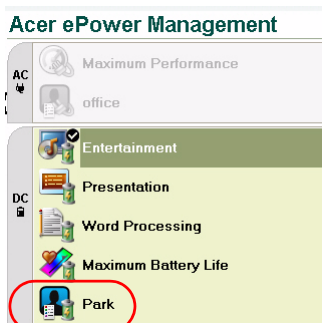 Acer ePower Management
AC
Maximum Performance
office
DC
Entertainment
Presentation
Word Processing
Maximum Battery Life
Park